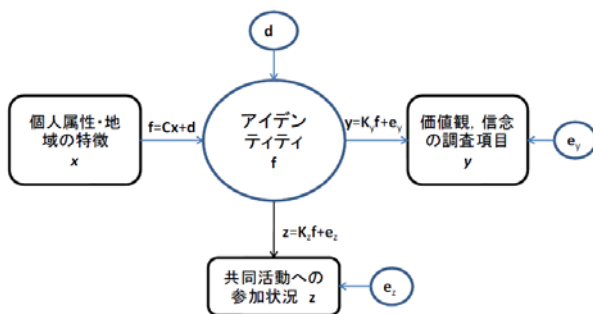 d
個人属性・地
域の特徴
x
f=Cx+d
アイデン
ティティ
f
y=Kyf+ey
価値観，信念
の調査項目
y
ey
z=Kzf+ez
共同活動への
参加状況 z
ez